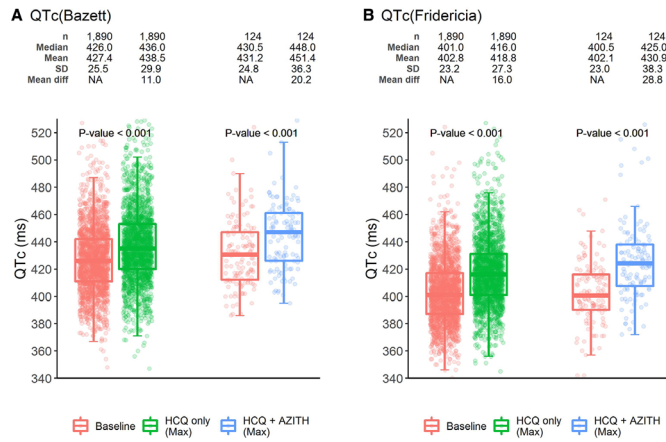 A QTc(Bazett)
n 1,890 1,890 124 124
Median 426.0 436.0 430.5 448.0
Mean 427.4 438.5 431.2 451.4
SD 25.5 29.9 24.8 36.3
Mean diff NA 11.0 NA 20.2
P-value < 0.001 P-value < 0.001
QTc (ms)
520
500
480
460
440
420
400
380
360
340
Baseline HCQ only (Max) HCQ + AZITH (Max)
B QTc(Fridericia)
n 1,890 1,890 124 124
Median 401.0 416.0 400.5 425.0
Mean 402.8 418.8 402.1 430.9
SD 23.2 27.3 23.0 38.3
Mean diff NA 16.0 NA 28.8
P-value < 0.001 P-value < 0.001
QTc (ms)
520
500
480
460
440
420
400
380
360
340
Baseline HCQ only (Max) HCQ + AZITH (Max)